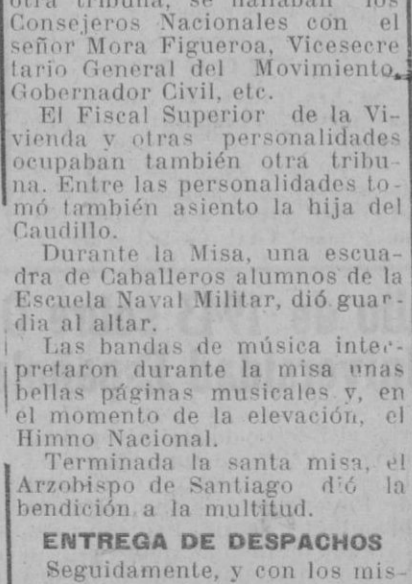 otra tribuna, se hallaban los
Consejeros Nacionales con el
señor Mora Figueroa, Vicesecre
tario General del Movimiento,
Gobernador Civil, etc.
El Fiscal Superior de la Vi-
vienda y otras personalidades
ocupaban también otra tribu-
na. Entre las personalidades to-
mó también asiento la hija del
Caudillo.
Durante la Misa, una escua-
dra de Caballeros alumnos de la
Escuela Naval Militar, dió guar-
dia al altar.
Las bandas de música inter-
pretaron durante la misa unas
bellas páginas musicales y, en
el momento de la elevación, el
Himno Nacional.
Terminada la santa misa, el
Arzobispo de Santiago dió la
bendición a la multitud.
ENTREGA DE DESPACHOS
Seguidamente, y con los mis-